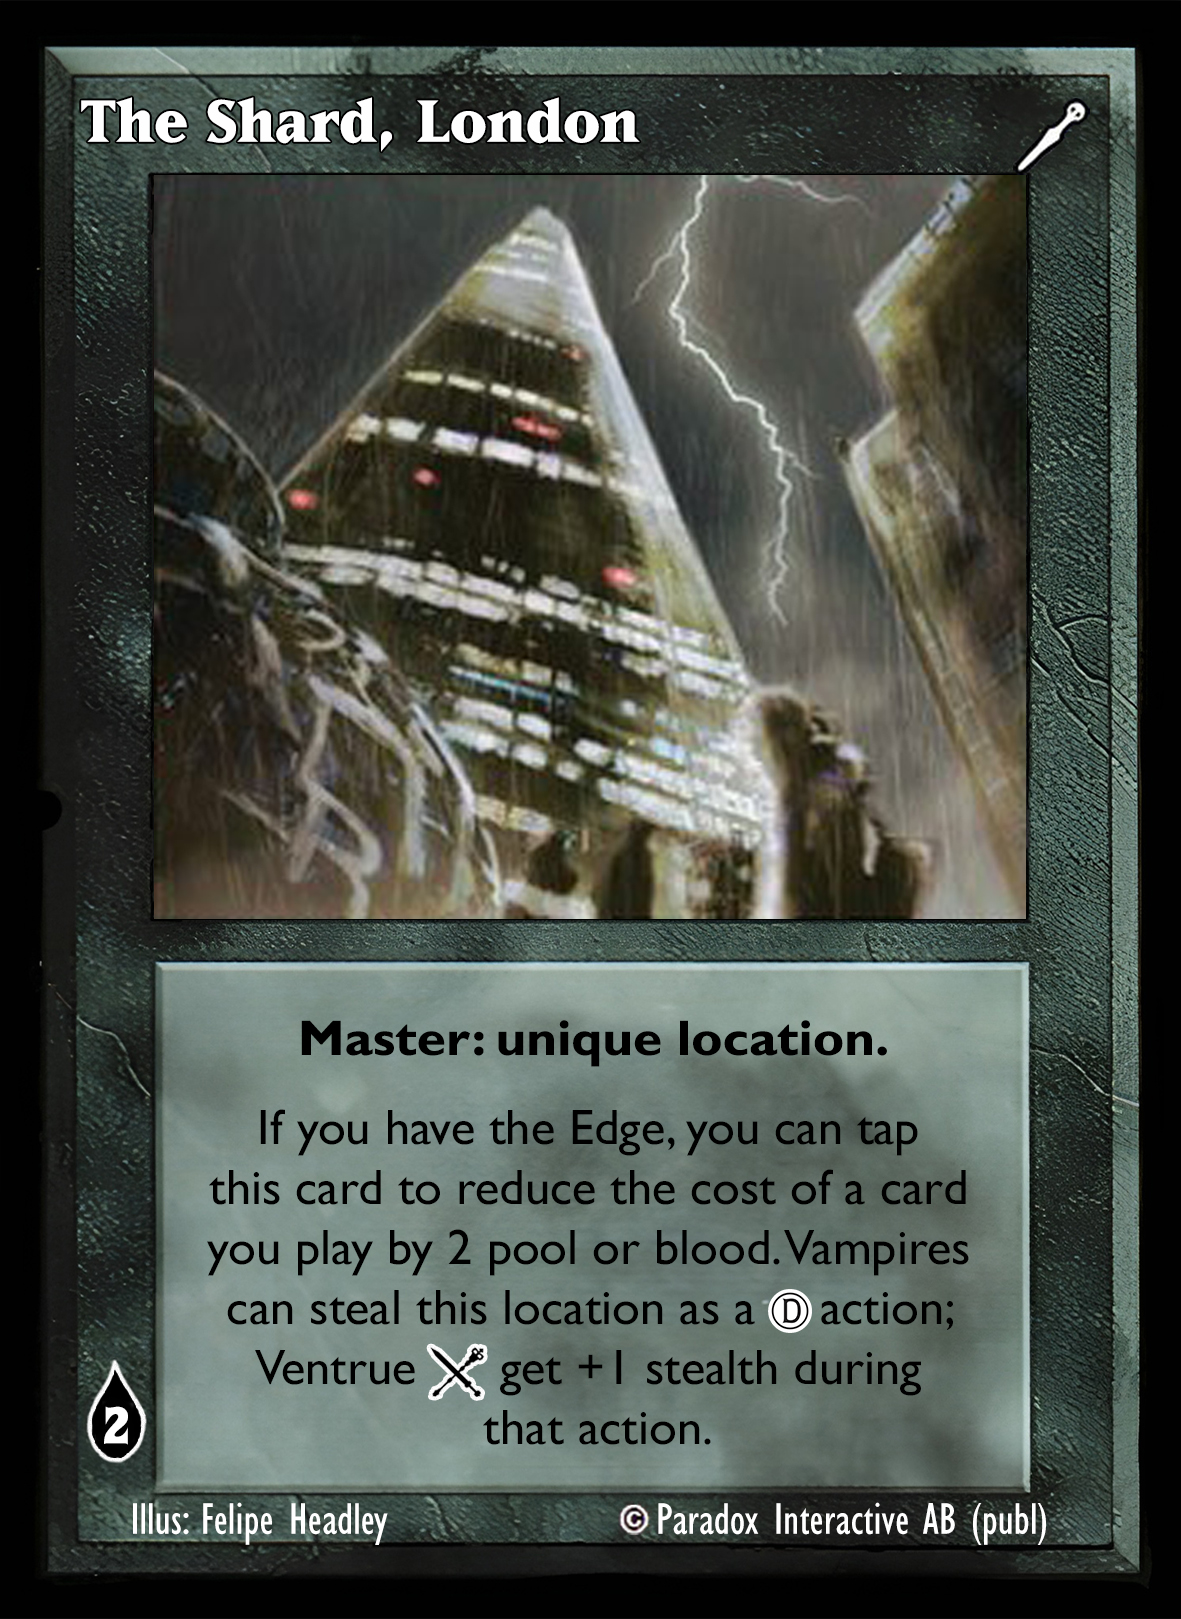 The Shard, London
Master: unique location.
If you have the Edge, you can tap
this card to reduce the cost of a card
you play by 2 pool or blood. Vampires
can steal this location as a Ⓓ action;
Ventrue get +1 stealth during
that action.
2
Illus: Felipe Headley
© Paradox Interactive AB (publ)